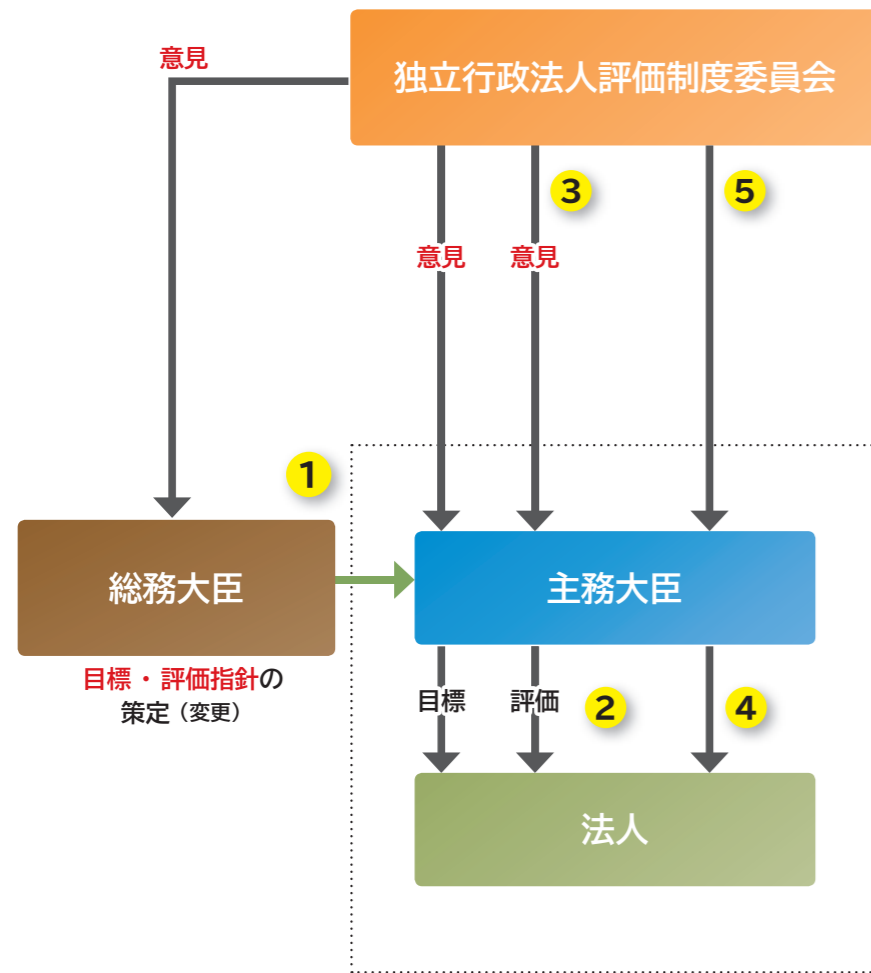 意見
独立行政法人評価制度委員会
3
5
意見
意見
1
総務大臣
主務大臣
目標・評価指針の
策定（変更）
目標
評価
2
4
法人